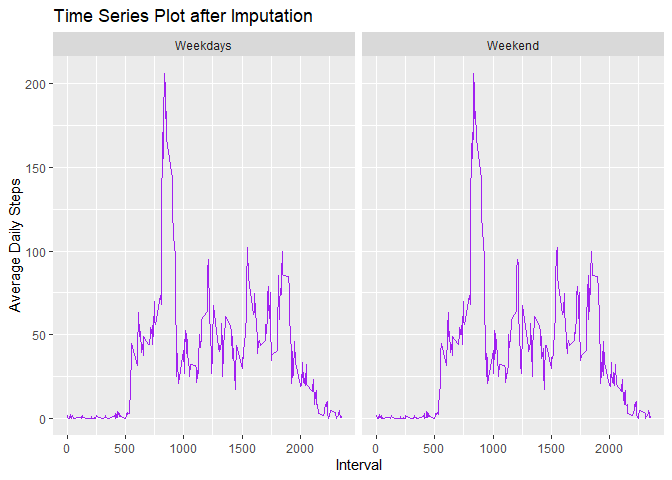 Time Series Plot after Imputation
Weekdays
Weekend
200
150
100
50
0
Average Daily Steps
0 500 1000 1500 2000
0 500 1000 1500 2000
Interval